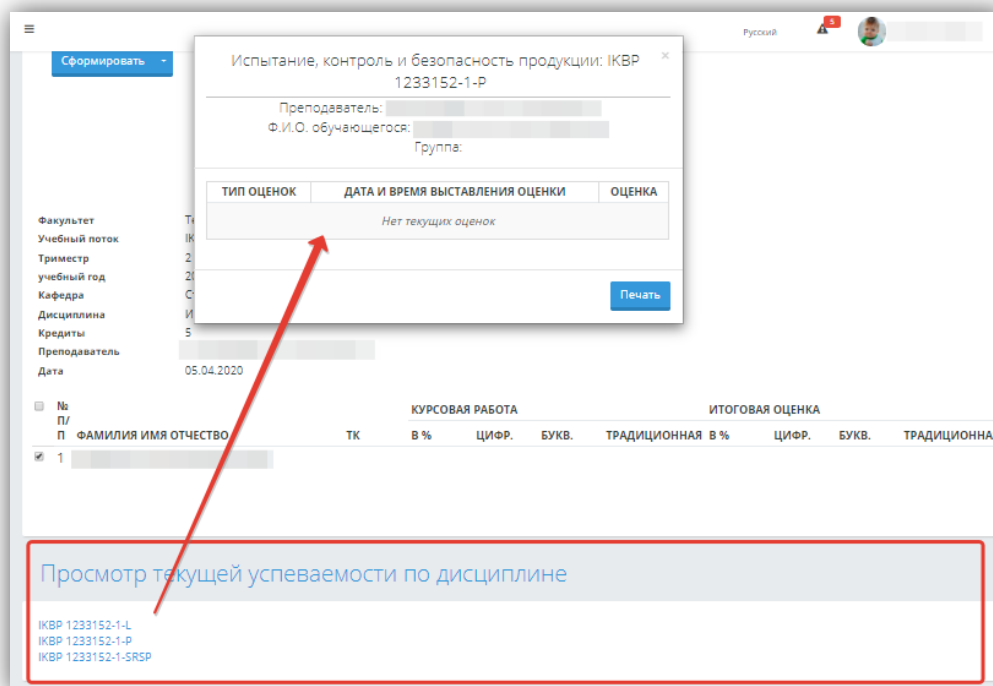 Русский
5
Сформировать
Испытание, контроль и безопасность продукции: IKBP
1233152-1-P
×
Преподаватель:
Ф.И.О. обучающегося:
Группа:
ТИП ОЦЕНОК ДАТА И ВРЕМЯ ВЫСТАВЛЕНИЯ ОЦЕНКИ ОЦЕНКА
Нет текущих оценок
Печать
Факультет
Учебный поток
Триместр 2
учебный год
Кафедра
Дисциплина
Кредиты 5
Преподаватель
Дата 05.04.2020
КУРСОВАЯ РАБОТА ИТОГОВАЯ ОЦЕНКА
№
П/
П ФАМИЛИЯ ИМЯ ОТЧЕСТВО ТК В % ЦИФР. БУКВ. ТРАДИЦИОННАЯ В % ЦИФР. БУКВ. ТРАДИЦИОННА
1
Просмотр текущей успеваемости по дисциплине
IKBP 1233152-1-L
IKBP 1233152-1-P
IKBP 1233152-1-SRSP